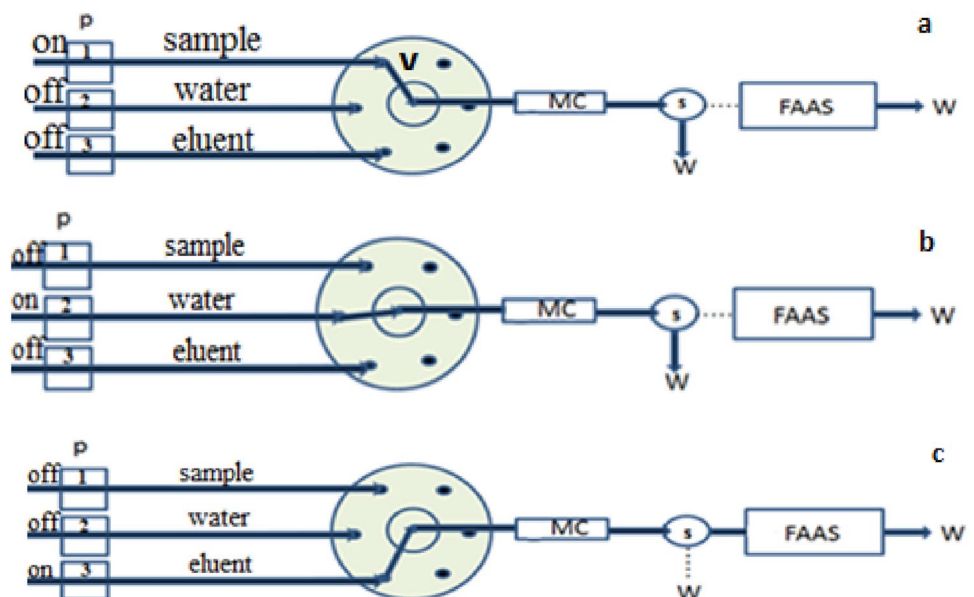 a
P
on 1 sample
V
off 2 water
MC s FAAS W
off 3 eluent
W
b
P
off 1 sample
on 2 water
MC s FAAS W
off 3 eluent
W
c
P
off 1 sample
off 2 water
MC s FAAS W
on 3 eluent
W